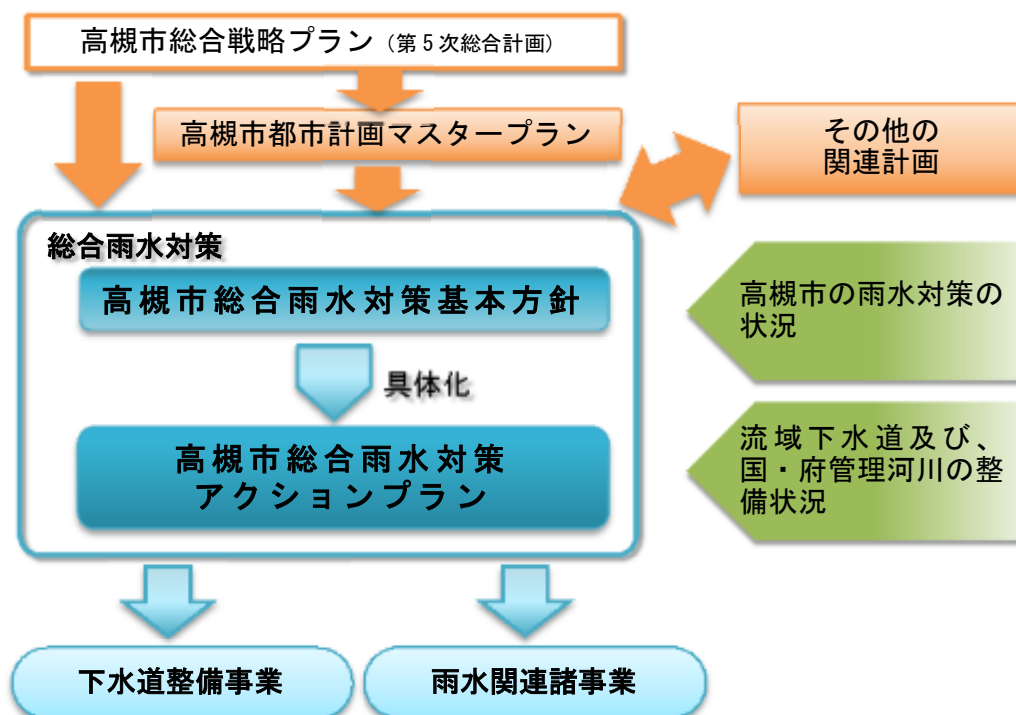 高槻市総合戦略プラン（第5次総合計画）
高槻市都市計画マスタープラン
その他の
関連計画
総合雨水対策
高槻市総合雨水対策基本方針
具体化
高槻市総合雨水対策
アクションプラン
高槻市の雨水対策の
状況
流域下水道及び、
国・府管理河川の整
備状況
下水道整備事業
雨水関連諸事業